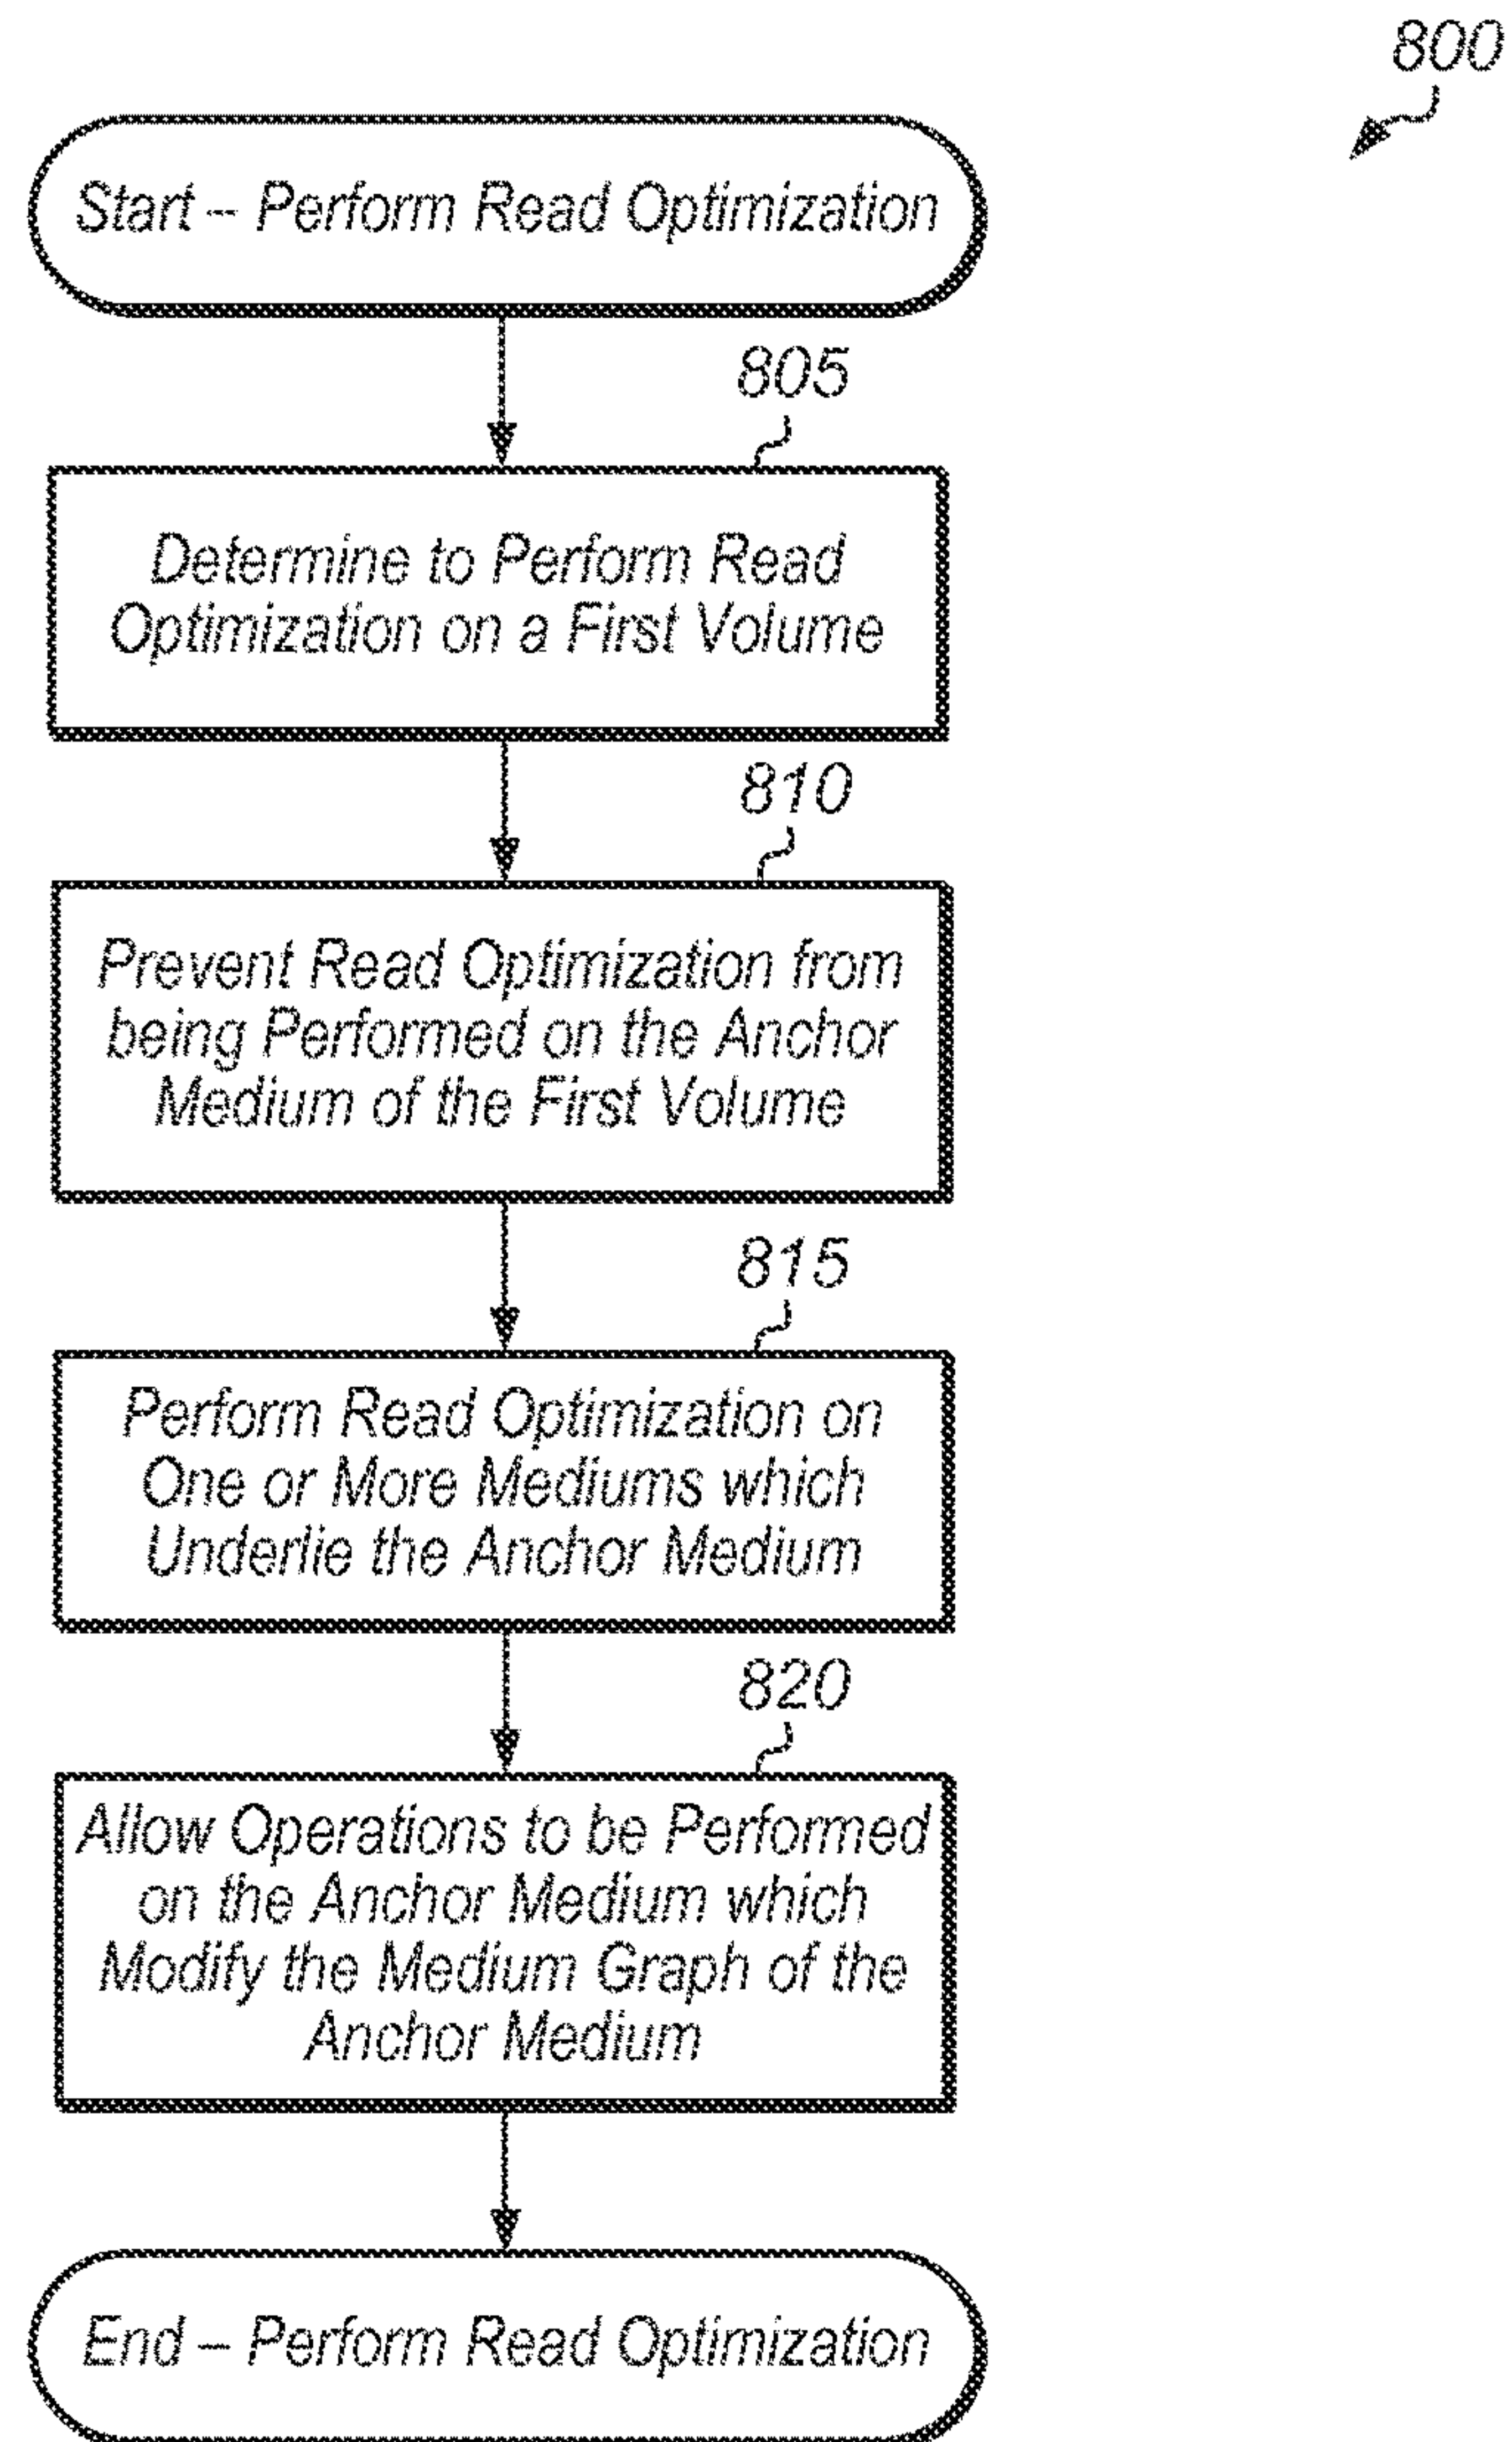 800
Start – Perform Read Optimization
805
Determine to Perform Read
Optimization on a First Volume
810
Prevent Read Optimization from
being Performed on the Anchor
Medium of the First Volume
815
Perform Read Optimization on
One or More Mediums which
Underlie the Anchor Medium
820
Allow Operations to be Performed
on the Anchor Medium which
Modify the Medium Graph of the
Anchor Medium
End – Perform Read Optimization